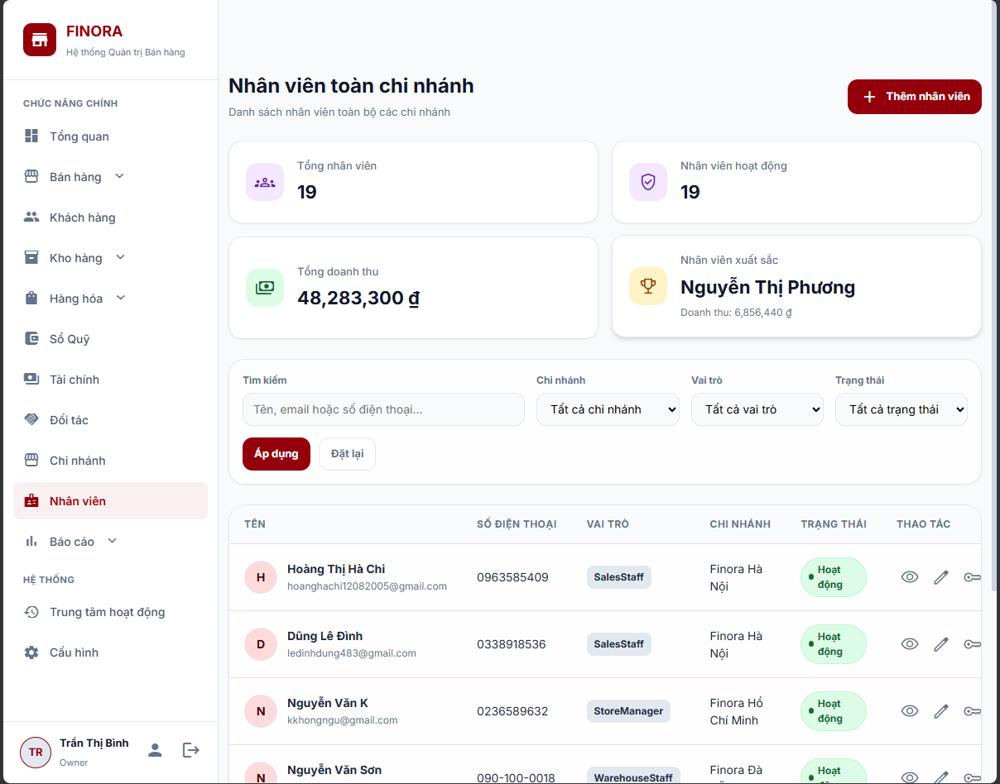 FINORA
Hệ thống Quản trị Bán hàng
CHỨC NĂNG CHÍNH
Tổng quan
Bán hàng
Khách hàng
Kho hàng
Hàng hóa
Sổ Quỹ
Tài chính
Đối tác
Chi nhánh
Nhân viên
Báo cáo
HỆ THỐNG
Trung tâm hoạt động
Cấu hình
TR
Trần Thị Bình
Owner
Nhân viên toàn chi nhánh
Danh sách nhân viên toàn bộ các chi nhánh
Thêm nhân viên
Tổng nhân viên
19
Nhân viên hoạt động
19
Tổng doanh thu
48,283,300 ₫
Nhân viên xuất sắc
Nguyễn Thị Phương
Doanh thu: 6,856,440 ₫
Tìm kiếm
Chi nhánh
Vai trò
Trạng thái
Tên, email hoặc số điện thoại...
Tất cả chi nhánh
Tất cả vai trò
Tất cả trạng thái
Áp dụng
Đặt lại
TÊN
SỐ ĐIỆN THOẠI
VAI TRÒ
CHI NHÁNH
TRẠNG THÁI
THAO TÁC
H
Hoàng Thị Hà Chi
hoanghachi12082005@gmail.com
0963585409
SalesStaff
Finora Hà
Nội
Hoạt
động
D
Dũng Lê Đình
ledinhdung483@gmail.com
0338918536
SalesStaff
Finora Hà
Nội
Hoạt
động
N
Nguyễn Văn K
kkhongngu@gmail.com
0236589632
StoreManager
Finora Hồ
Chí Minh
Hoạt
động
N
Nguyễn Văn Sơn
090-100-0018
WarehouseStaff
Finora Đà
Hoạt